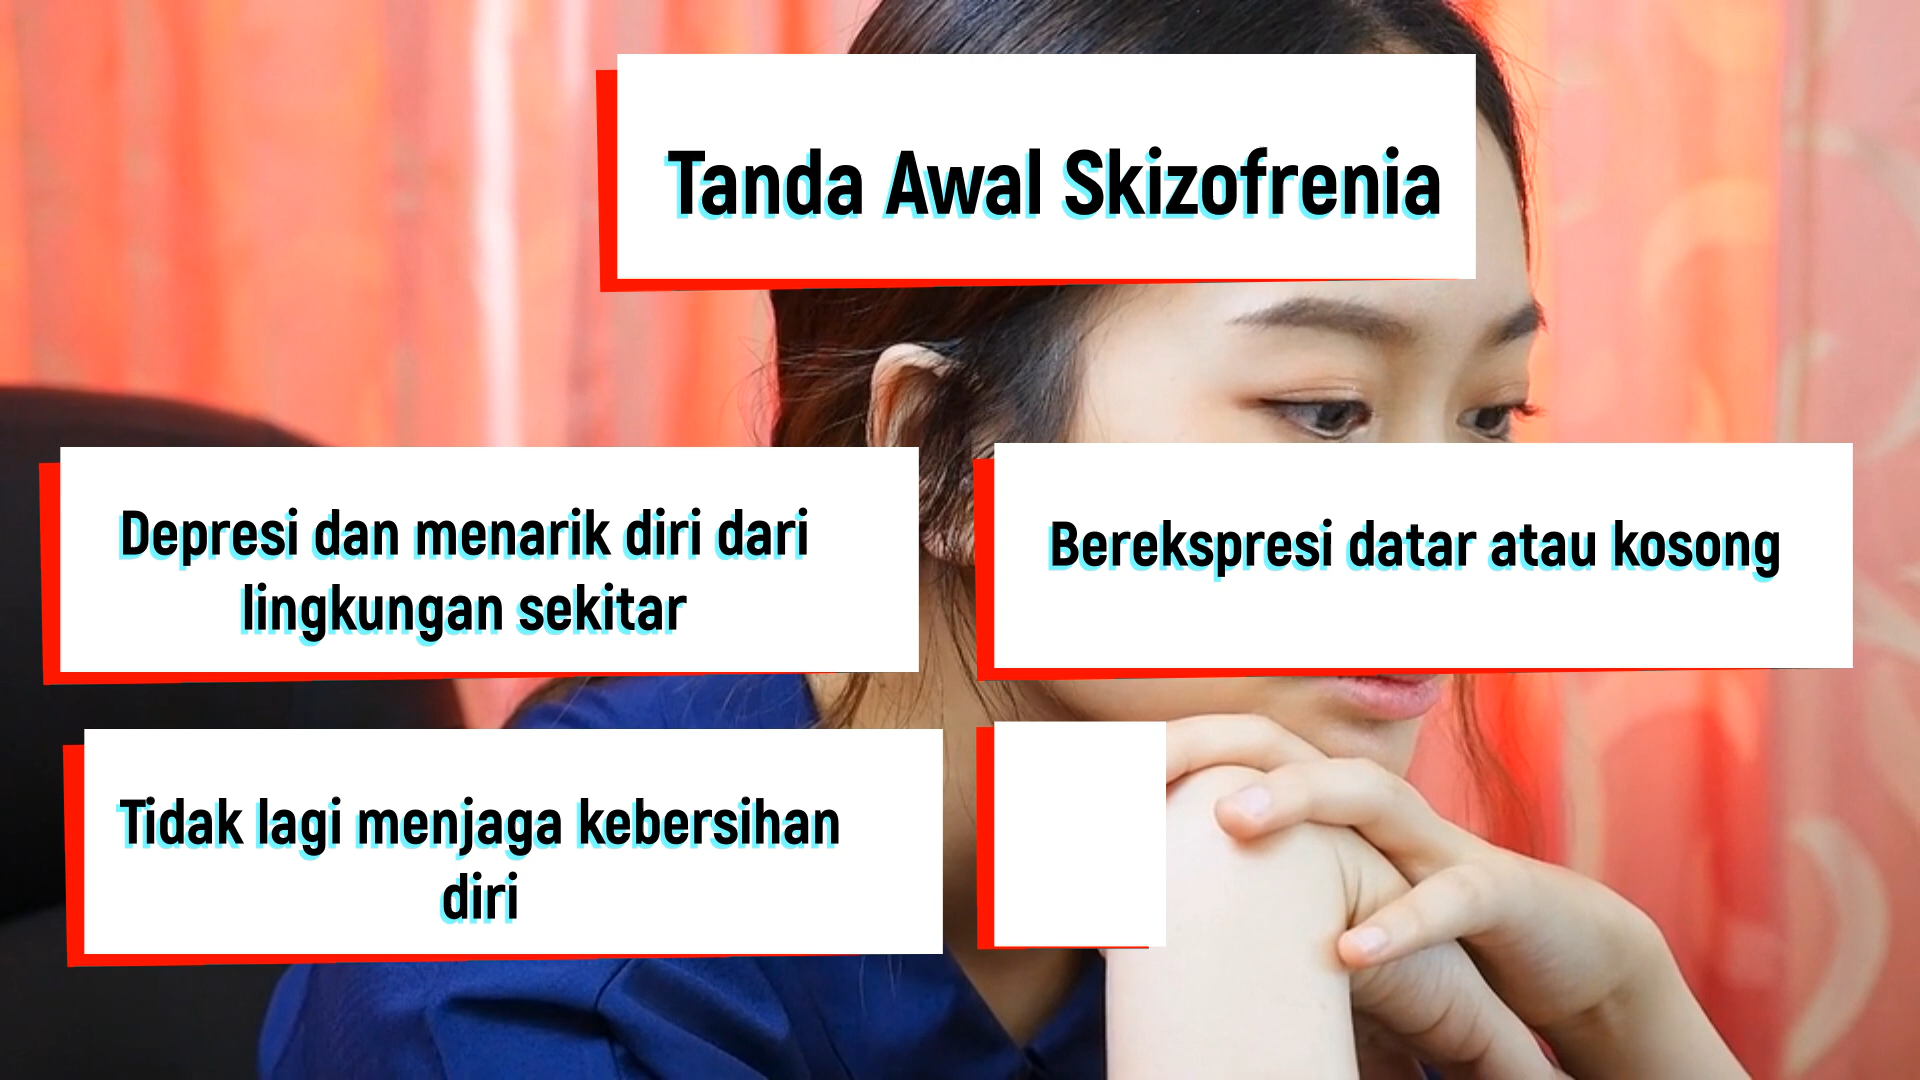 Tanda Awal Skizofrenia
Depresi dan menarik diri dari
lingkungan sekitar
Berekspresi datar atau kosong
Tidak lagi menjaga kebersihan
diri